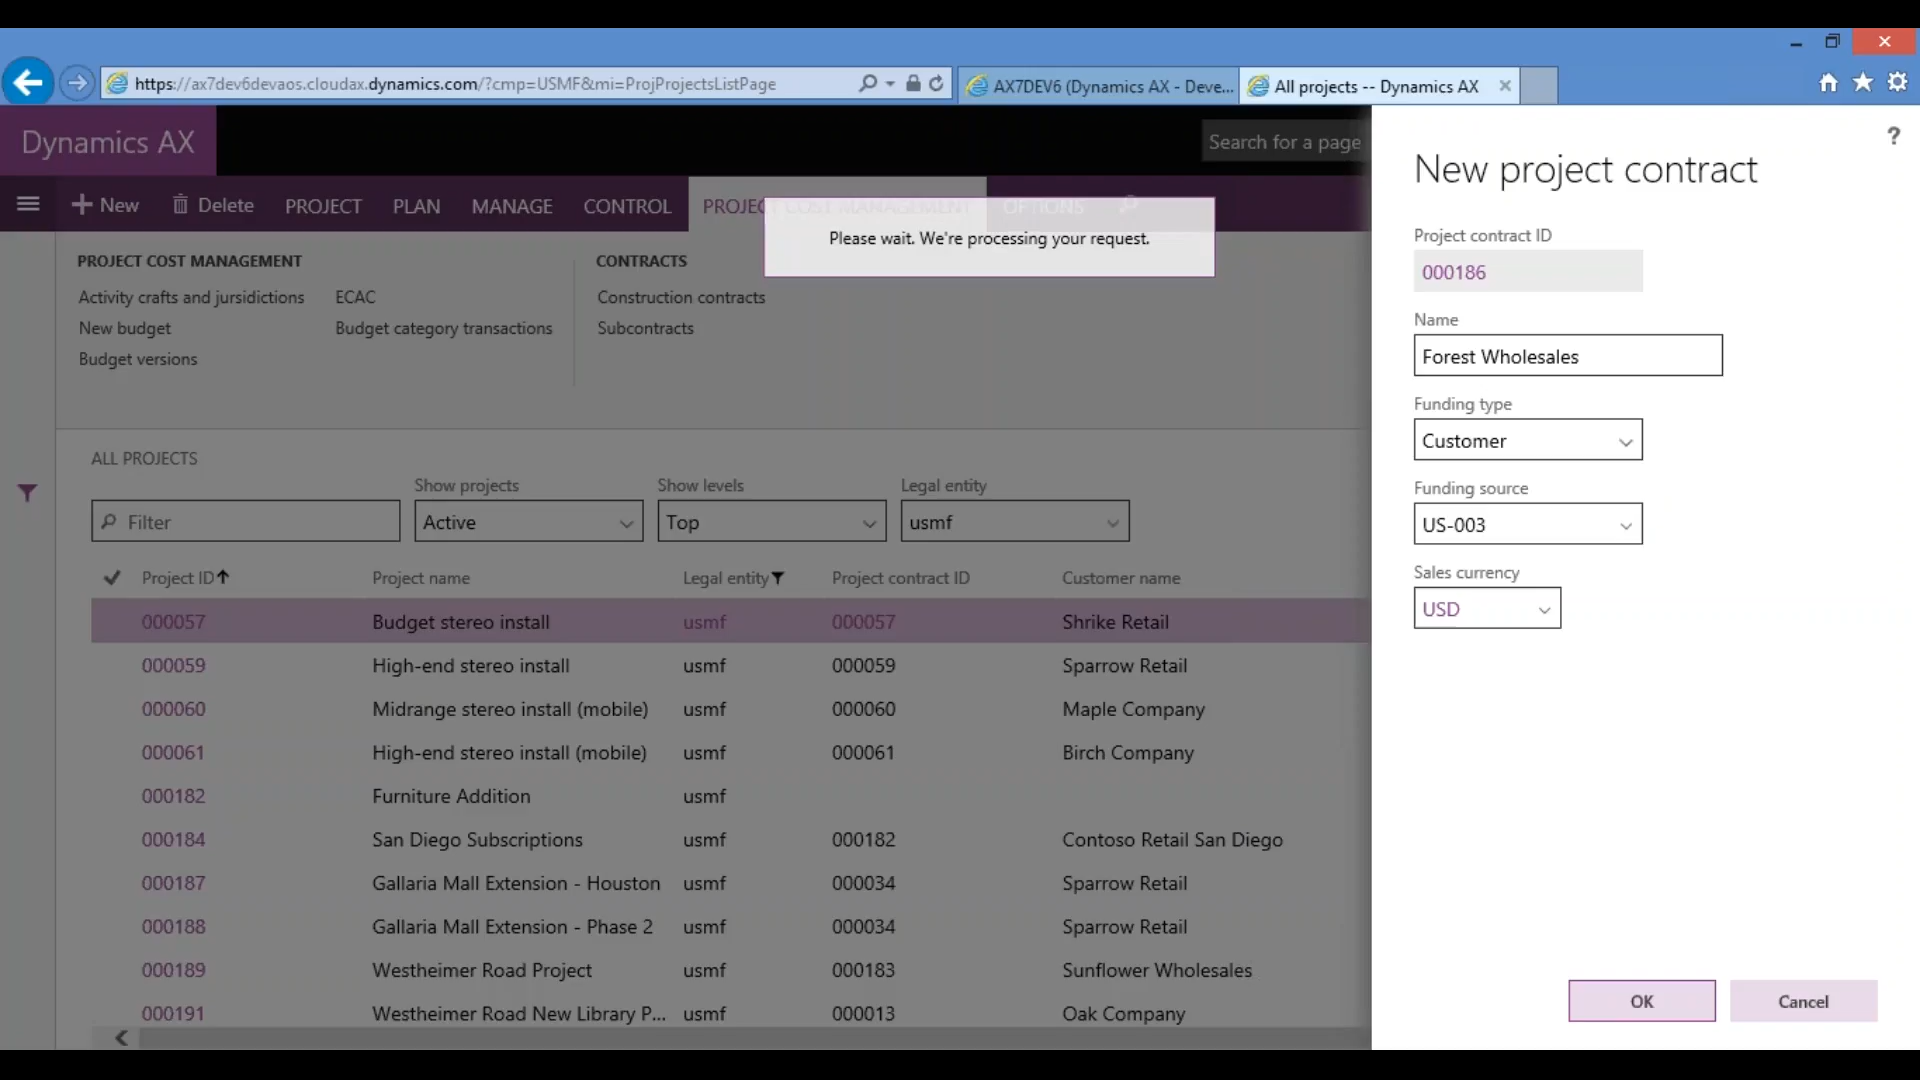 https://ax7dev6devaos.cloudax.dynamics.com/?cmp=USMF&mi=ProjProjectsListPage
AX7DEV6 (Dynamics AX - Deve...
All projects -- Dynamics AX
Dynamics AX
Search for a page
New
Delete
PROJECT
PLAN
MANAGE
CONTROL
PROJECT COST MANAGEMENT
OPTIONS
Please wait. We're processing your request.
PROJECT COST MANAGEMENT
Activity crafts and jursidictions
New budget
Budget versions
ECAC
Budget category transactions
CONTRACTS
Construction contracts
Subcontracts
ALL PROJECTS
Show projects
Show levels
Legal entity
Filter
Active
Top
usmf
Project ID
Project name
Legal entity
Project contract ID
Customer name
000057 Budget stereo install usmf 000057 Shrike Retail
000059 High-end stereo install usmf 000059 Sparrow Retail
000060 Midrange stereo install (mobile) usmf 000060 Maple Company
000061 High-end stereo install (mobile) usmf 000061 Birch Company
000182 Furniture Addition usmf
000184 San Diego Subscriptions usmf 000182 Contoso Retail San Diego
000187 Gallaria Mall Extension - Houston usmf 000034 Sparrow Retail
000188 Gallaria Mall Extension - Phase 2 usmf 000034 Sparrow Retail
000189 Westheimer Road Project usmf 000183 Sunflower Wholesales
000191 Westheimer Road New Library P... usmf 000013 Oak Company
?
New project contract
Project contract ID
000186
Name
Forest Wholesales
Funding type
Customer
Funding source
US-003
Sales currency
USD
OK
Cancel